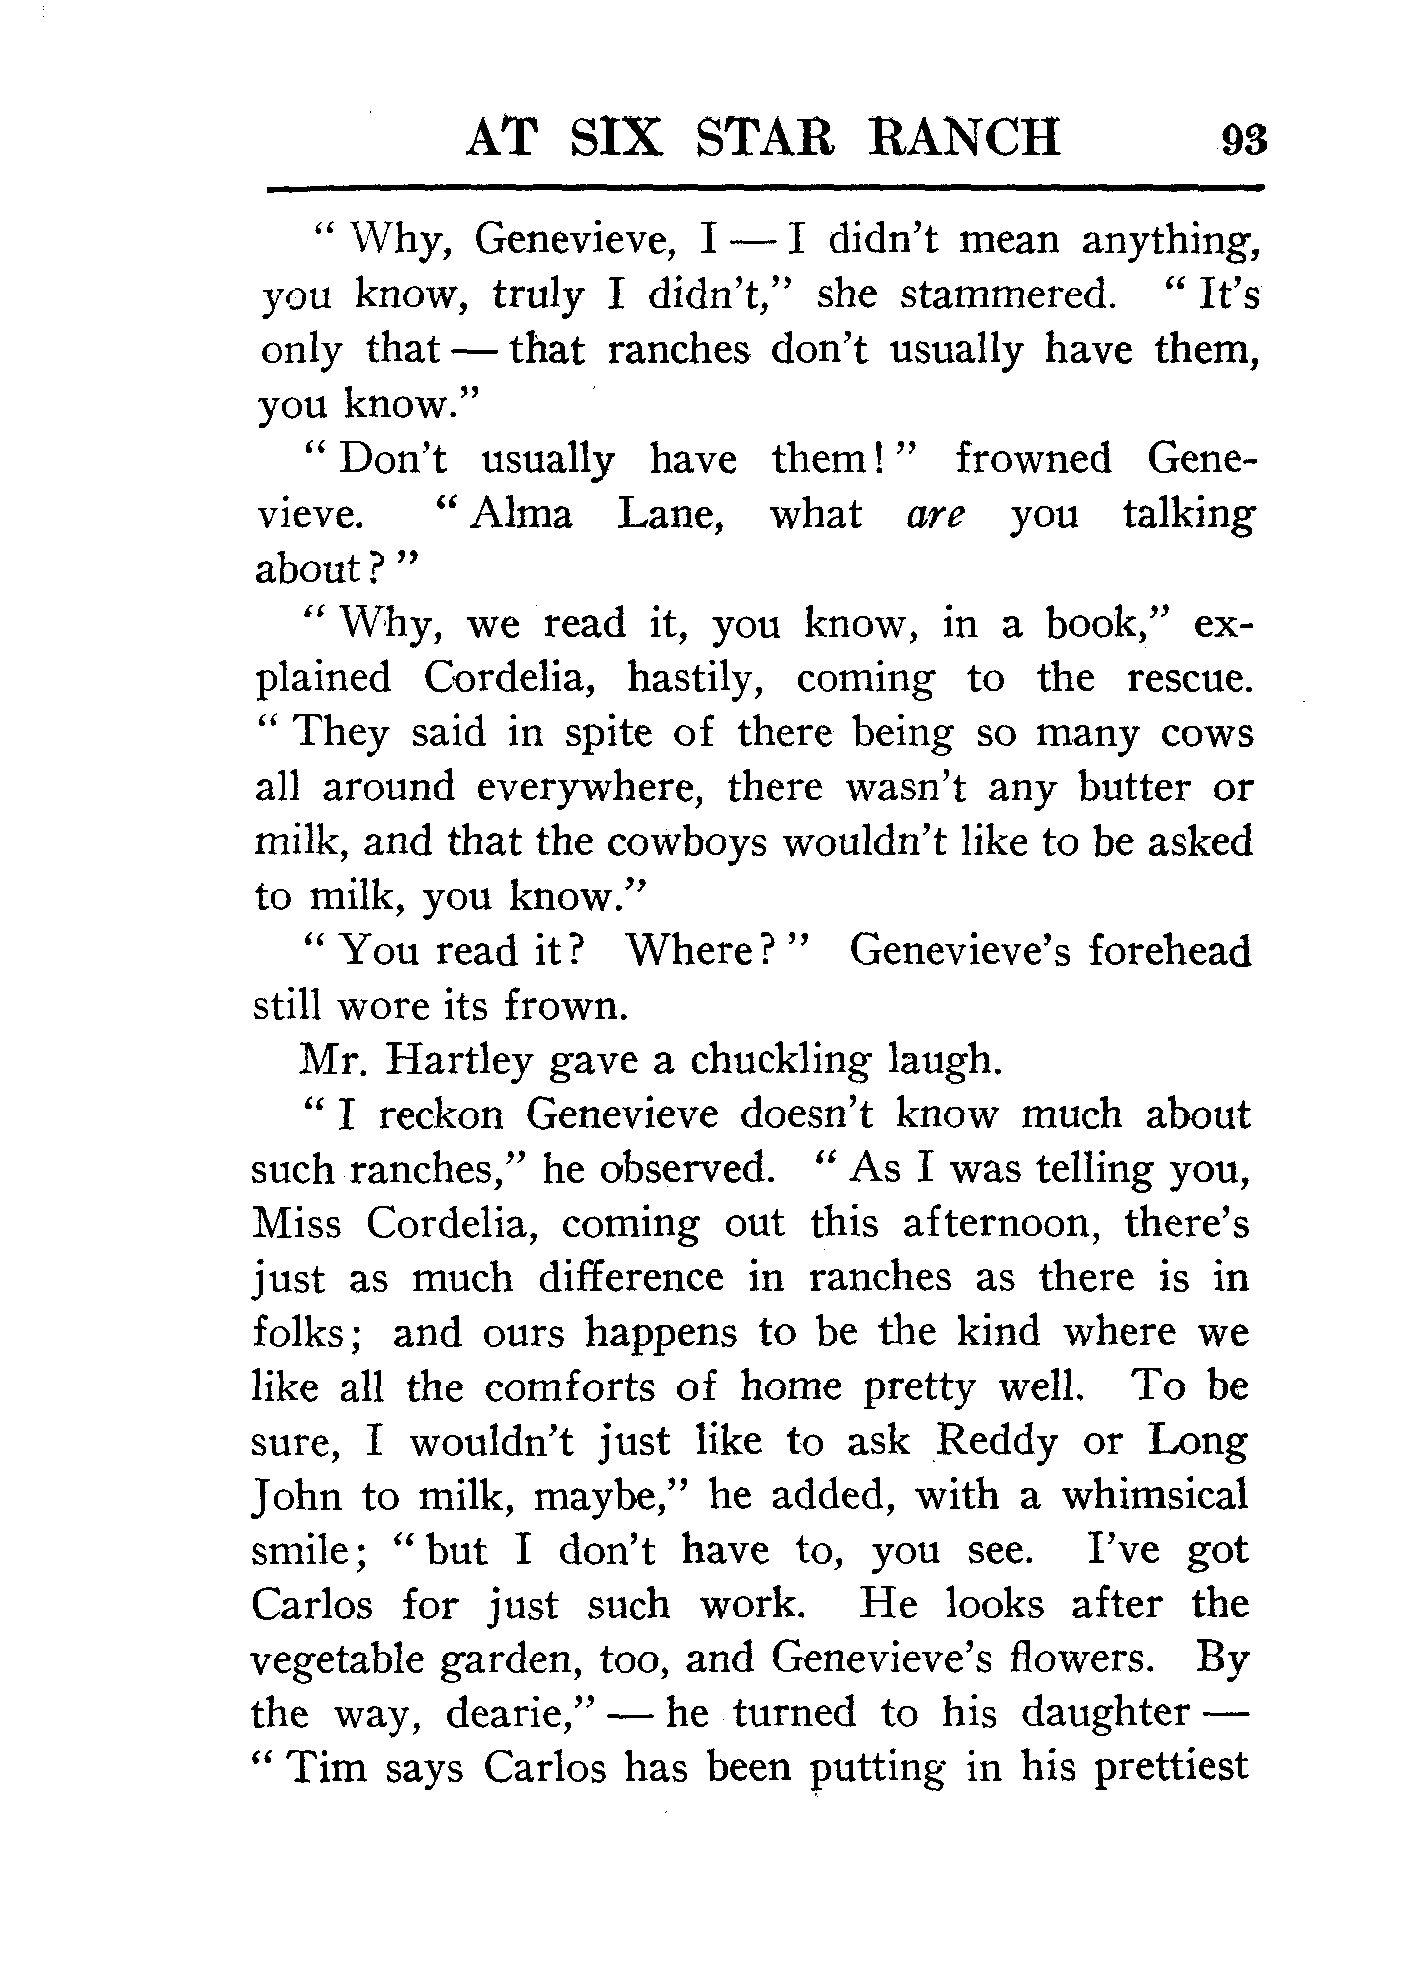 AT SIX STAR RANCH 93
" Why, Genevieve, I — I didn't mean anything,
you know, truly I didn't," she stammered. " It's
only that — that ranches don't usually have them,
you know."
" Don't usually have them! " frowned Gene-
vieve. " Alma Lane, what are you talking
about? "
" Why, we read it, you know, in a book," ex-
plained Cordelia, hastily, coming to the rescue.
" They said in spite of there being so many cows
all around everywhere, there wasn't any butter or
milk, and that the cowboys wouldn't like to be asked
to milk, you know."
" You read it? Where? " Genevieve's forehead
still wore its frown.
Mr. Hartley gave a chuckling laugh.
" I reckon Genevieve doesn't know much about
such ranches," he observed. " As I was telling you,
Miss Cordelia, coming out this afternoon, there's
just as much difference in ranches as there is in
folks; and ours happens to be the kind where we
like all the comforts of home pretty well. To be
sure, I wouldn't just like to ask Reddy or Long
John to milk, maybe," he added, with a whimsical
smile; " but I don't have to, you see. I've got
Carlos for just such work. He looks after the
vegetable garden, too, and Genevieve's flowers. By
the way, dearie," — he turned to his daughter —
" Tim says Carlos has been putting in his prettiest